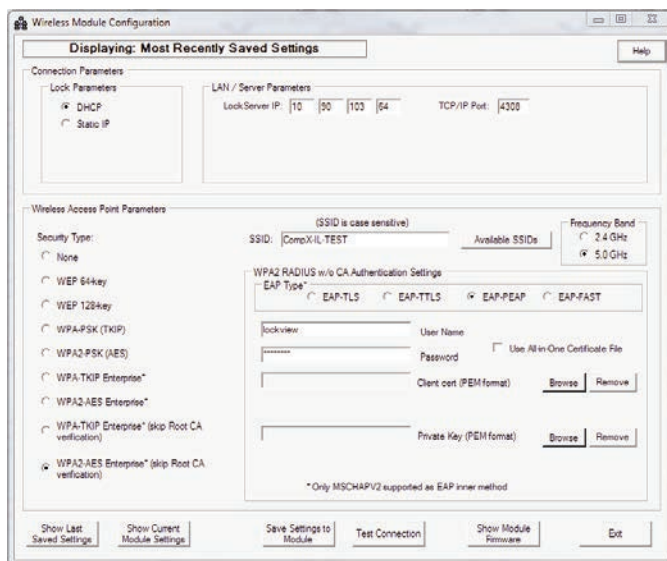 Wireless Module Configuration
Displaying: Most Recently Saved Settings
Help
Connection Parameters
Lock Parameters
DHCP
Static IP
LAN / Server Parameters
LockServer IP: 10 90 103 64 TCP/IP Port: 4308
Wireless Access Point Parameters
Security Type:
None
WEP 64-key
WEP 128-key
WPA-PSK (TKIP)
WPA2-PSK (AES)
WPA-TKIP Enterprise*
WPA2-AES Enterprise*
WPA-TKIP Enterprise* (skip Root CA
verification)
WPA2-AES Enterprise* (skip Root CA
verification)
(SSID is case sensitive)
SSID: CompX-IL-TEST Available SSIDs
Frequency Band
2.4 GHz
5.0 GHz
WPA2 RADIUS w/o CA Authentication Settings
EAP Type*
EAP-TLS EAP-TTLS EAP-PEAP EAP-FAST
lockview User Name
******** Password
Use All-in-One Certificate File
Client cert (PEM format) Browse Remove
Private Key (PEM format) Browse Remove
* Only MSCHAPV2 supported as EAP inner method
Show Last
Saved Settings
Show Current
Module Settings
Save Settings to
Module
Test Connection
Show Module
Firmware
Exit